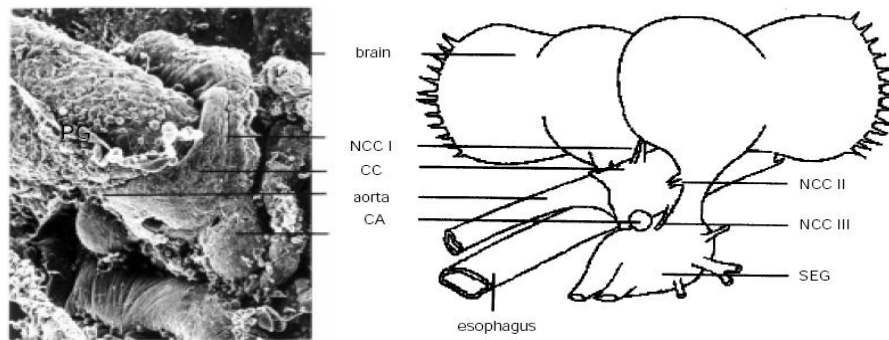 brain
PG
NCC I
CC
aorta
CA
NCC II
NCC III
SEG
esophagus